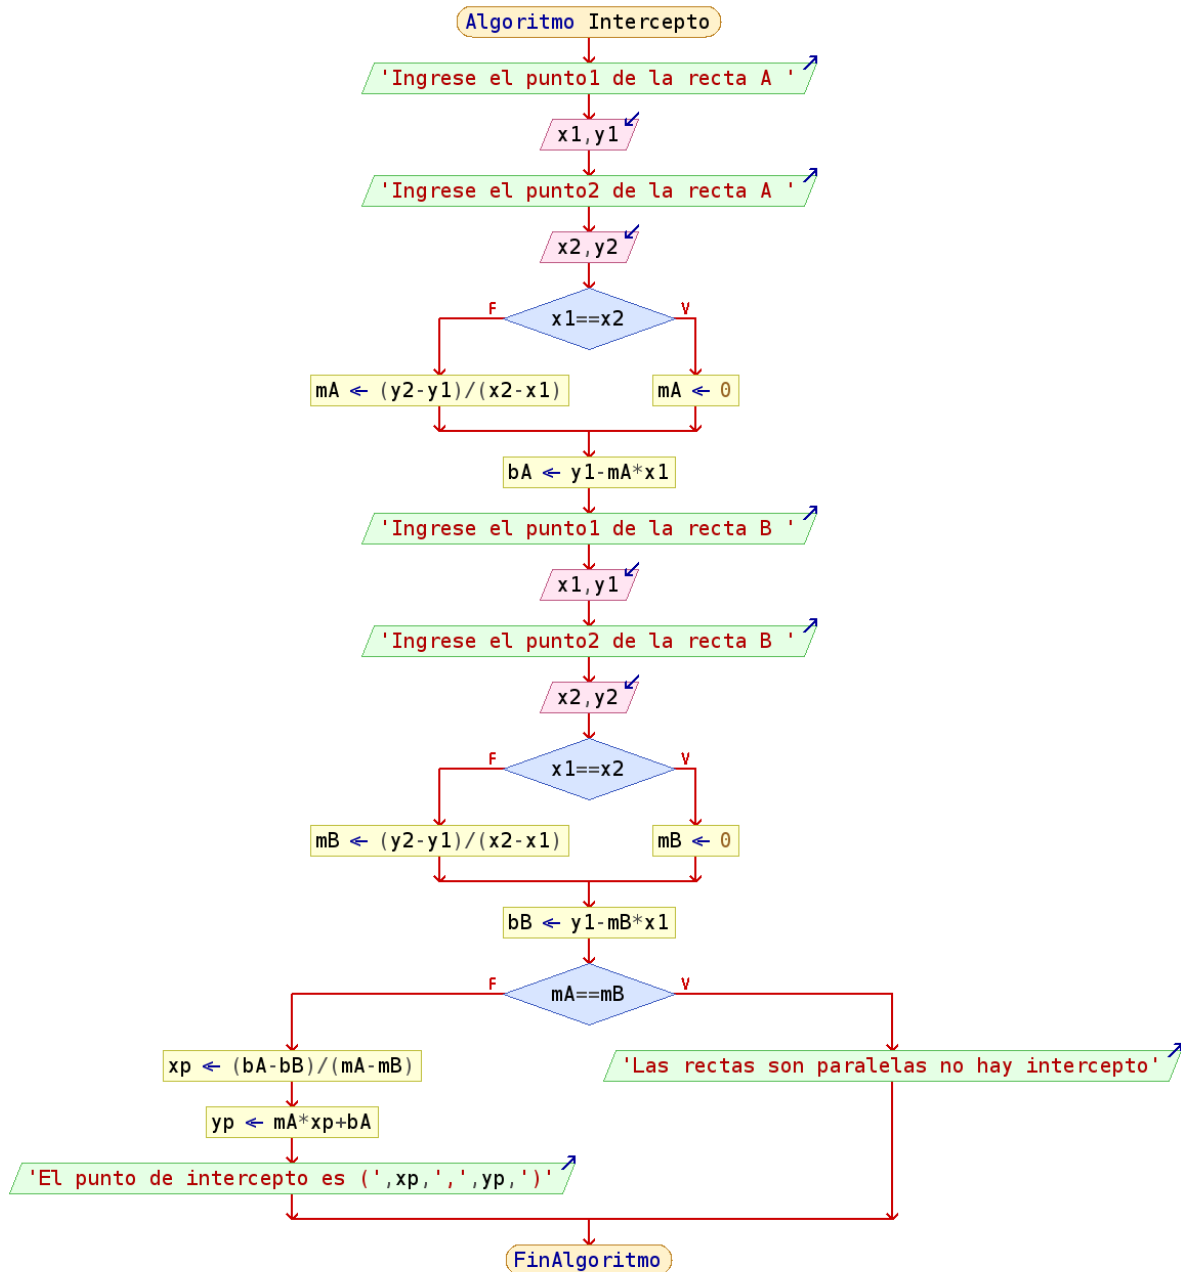 Algoritmo Intercepto
'Ingrese el punto1 de la recta A '
x1,y1
'Ingrese el punto2 de la recta A '
x2,y2
F
V
x1==x2
mA ← (y2-y1)/(x2-x1)
mA ← 0
bA ← y1-mA*x1
'Ingrese el punto1 de la recta B '
x1,y1
'Ingrese el punto2 de la recta B '
x2,y2
F
V
x1==x2
mB ← (y2-y1)/(x2-x1)
mB ← 0
bB ← y1-mB*x1
F
V
mA==mB
xp ← (bA-bB)/(mA-mB)
'Las rectas son paralelas no hay intercepto'
yp ← mA*xp+bA
'El punto de intercepto es (',xp,',',yp,')'
FinAlgoritmo